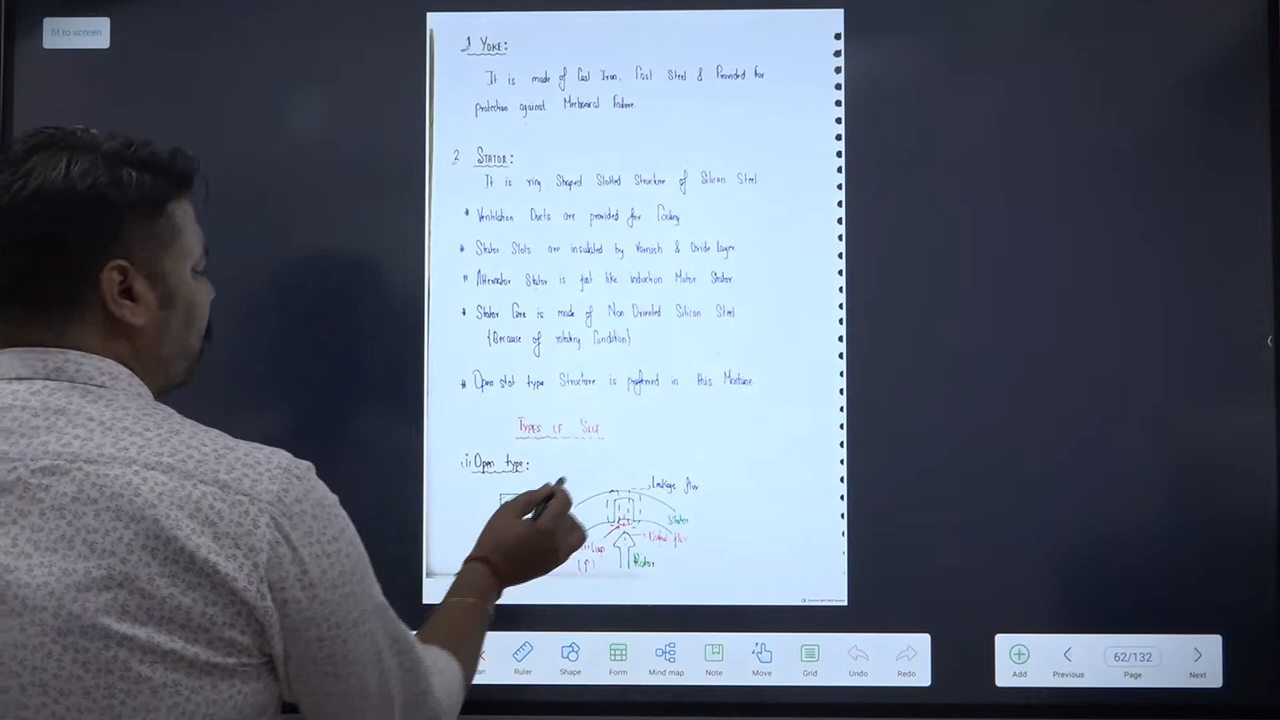 fit to screen
1 YOKE:
It is made of Cast Iron, Cast Steel & Provided for
protection against Mechanical Failure.
2 STATOR:
It is ring Shaped Slotted Structure of Silicon Steel
* Ventilation Ducts are provided for Cooling
* Stator Slots are insulated by Varnish & Oxide layer
* Alternator Stator is just like induction Motor Stator.
* Stator Core is made of Non Oriented Silicon Steel
{Because of rotating Condition}
* Open slot type Structure is preferred in this Machine
TYPES OF SLOT
(i) Open type:
Leakage flux
Stator
Linked flux
Rotor
(↑)
Ruler Shape Form Mind map Note Move Grid Undo Redo
Add Previous 62/132 Page Next